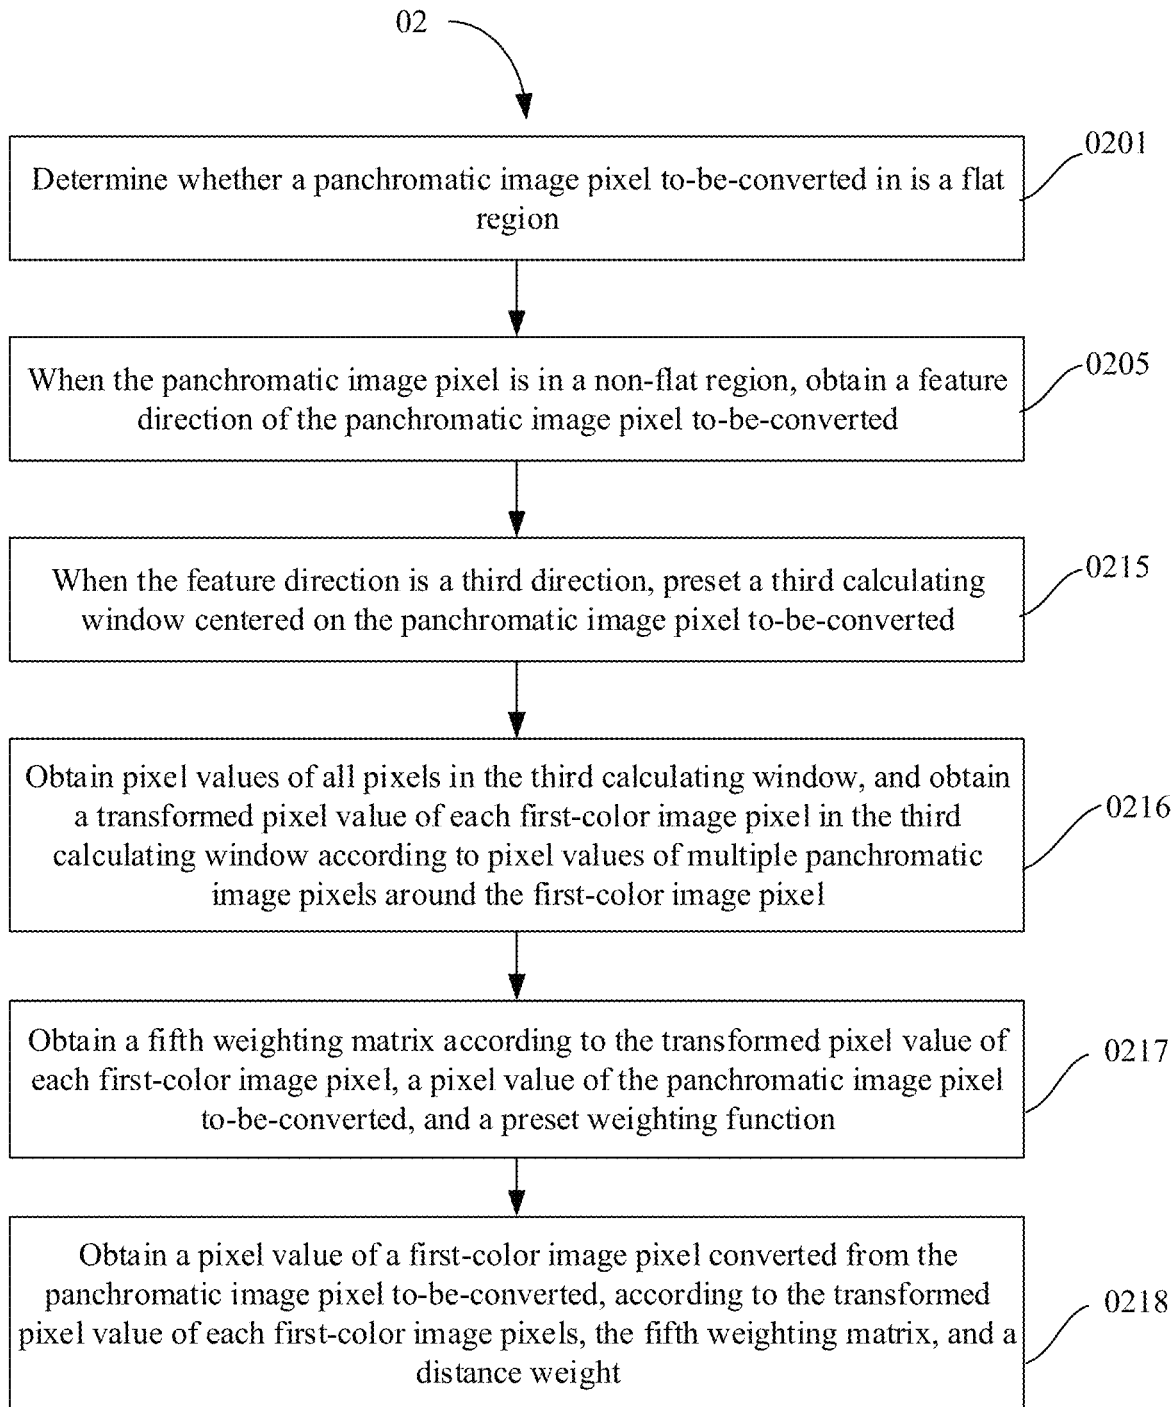 02
Determine whether a panchromatic image pixel to-be-converted in is a flat
region
0201
When the panchromatic image pixel is in a non-flat region, obtain a feature
direction of the panchromatic image pixel to-be-converted
0205
When the feature direction is a third direction, preset a third calculating
window centered on the panchromatic image pixel to-be-converted
0215
Obtain pixel values of all pixels in the third calculating window, and obtain
a transformed pixel value of each first-color image pixel in the third
calculating window according to pixel values of multiple panchromatic
image pixels around the first-color image pixel
0216
Obtain a fifth weighting matrix according to the transformed pixel value of
each first-color image pixel, a pixel value of the panchromatic image pixel
to-be-converted, and a preset weighting function
0217
Obtain a pixel value of a first-color image pixel converted from the
panchromatic image pixel to-be-converted, according to the transformed
pixel value of each first-color image pixels, the fifth weighting matrix, and a
distance weight
0218